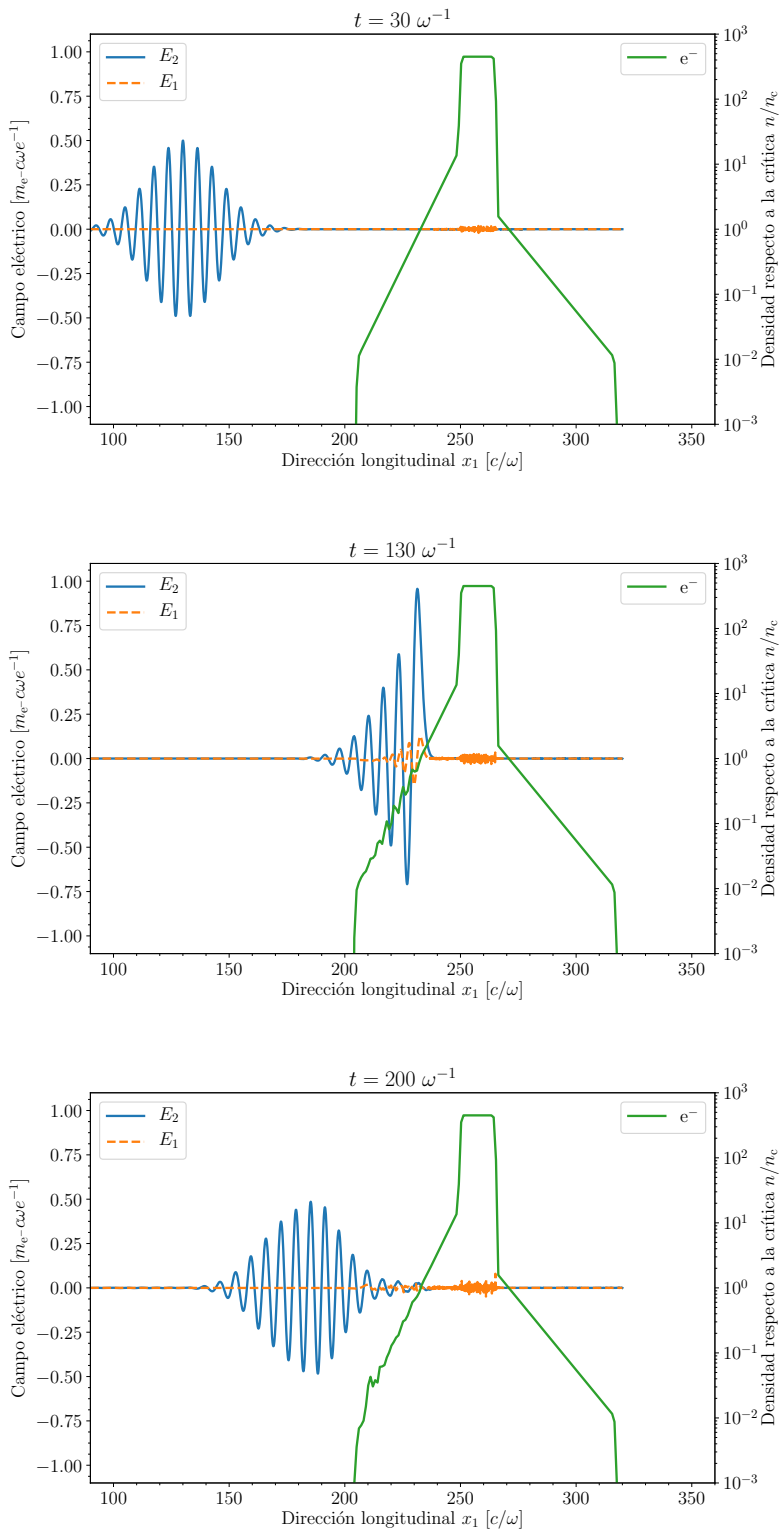 t = 30 ω⁻¹
E₂
E₁
e⁻
1.00
0.75
0.50
0.25
0.00
−0.25
−0.50
−0.75
−1.00
Campo eléctrico [mₑ₋cωe⁻¹]
10³
10²
10¹
10⁰
10⁻¹
10⁻²
10⁻³
Densidad respecto a la crítica n/n_c
100 150 200 250 300 350
Dirección longitudinal x₁ [c/ω]
t = 130 ω⁻¹
E₂
E₁
e⁻
1.00
0.75
0.50
0.25
0.00
−0.25
−0.50
−0.75
−1.00
Campo eléctrico [mₑ₋cωe⁻¹]
10³
10²
10¹
10⁰
10⁻¹
10⁻²
10⁻³
Densidad respecto a la crítica n/n_c
100 150 200 250 300 350
Dirección longitudinal x₁ [c/ω]
t = 200 ω⁻¹
E₂
E₁
e⁻
1.00
0.75
0.50
0.25
0.00
−0.25
−0.50
−0.75
−1.00
Campo eléctrico [mₑ₋cωe⁻¹]
10³
10²
10¹
10⁰
10⁻¹
10⁻²
10⁻³
Densidad respecto a la crítica n/n_c
100 150 200 250 300 350
Dirección longitudinal x₁ [c/ω]